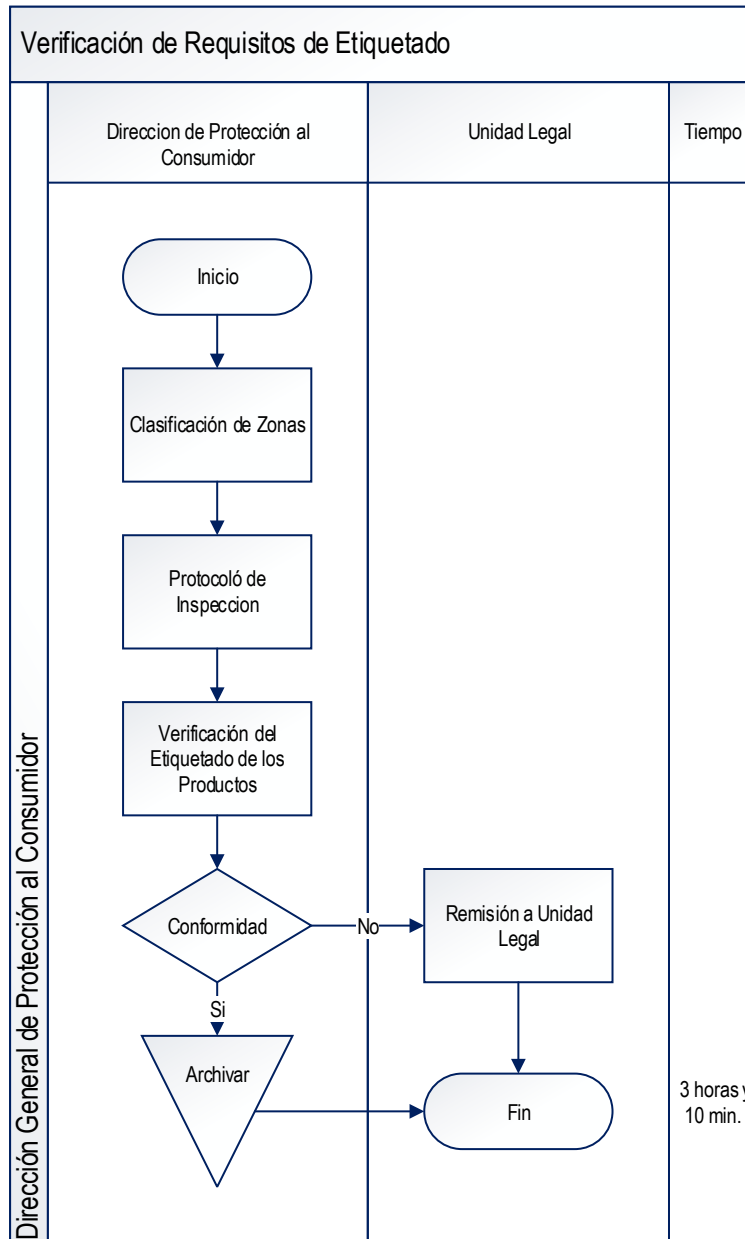 Verificación de Requisitos de Etiquetado
Direccion de Protección al
Consumidor
Unidad Legal
Tiempo
Dirección General de Protección al Consumidor
Inicio
Clasificación de Zonas
Protocoló de
Inspeccion
Verificación del
Etiquetado de los
Productos
Conformidad
No
Remisión a Unidad
Legal
Si
Archivar
Fin
3 horas y
10 min.